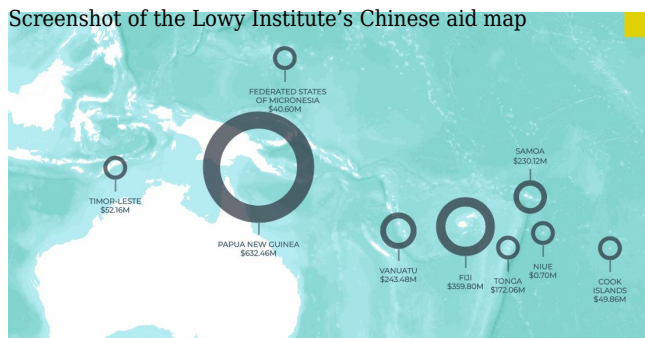 Screenshot of the Lowy Institute’s Chinese aid map
FEDERATED STATES
OF MICRONESIA
$40.60M
SAMOA
$230.12M
TIMOR-LESTE
$52.16M
PAPUA NEW GUINEA
$632.46M
VANUATU
$243.48M
FIJI
$359.80M
TONGA
$172.06M
NIUE
$0.70M
COOK
ISLANDS
$49.86M